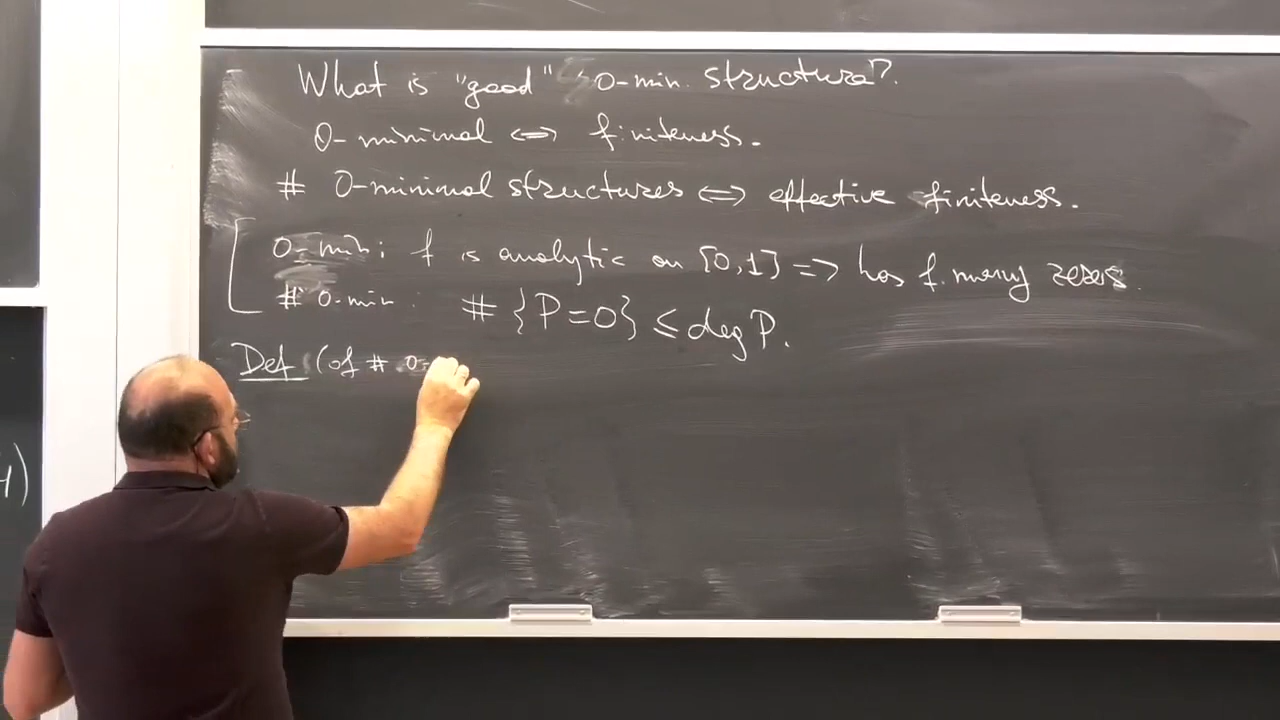 What is "good" o-min. structure?
O-minimal <=> finiteness.
# O-minimal structures <=> effective finiteness.
O-min: f is analytic on [0,1] => has f. many zeroes.
# O-min: # {P=0} ≤ deg P.
Def (of # o-